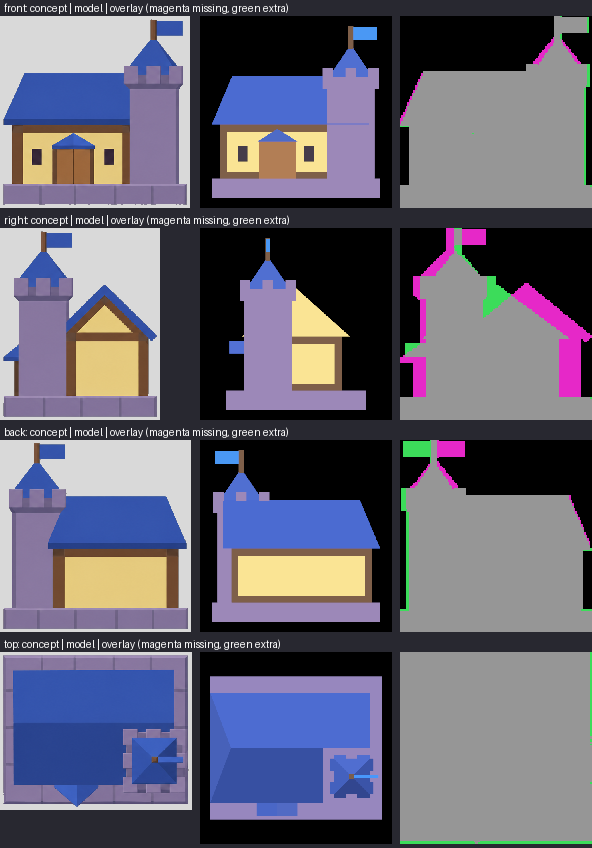 front: concept | model | overlay (magenta missing, green extra)
right: concept | model | overlay (magenta missing, green extra)
back: concept | model | overlay (magenta missing, green extra)
top: concept | model | overlay (magenta missing, green extra)